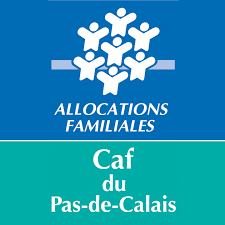 ALLOCATIONS
FAMILIALES
Caf
du
Pas-de-Calais